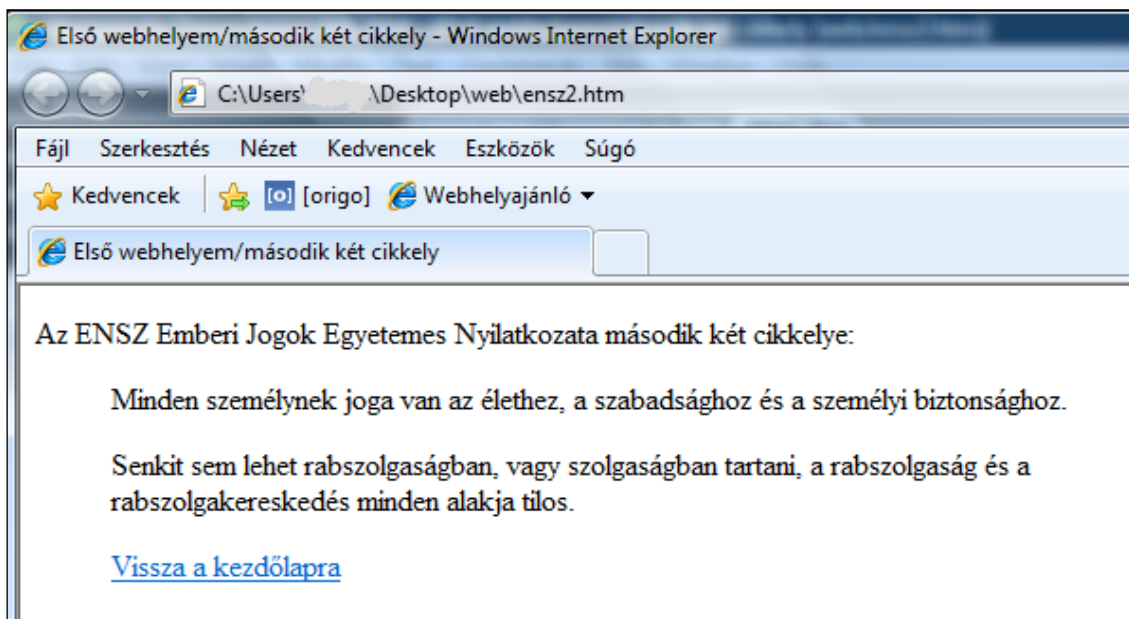 Első webhelyem/második két cikkely - Windows Internet Explorer
C:\Users\ \Desktop\web\ensz2.htm
Fájl Szerkesztés Nézet Kedvencek Eszközök Súgó
Kedvencek [o] [origo] Webhelyajánló
Első webhelyem/második két cikkely
Az ENSZ Emberi Jogok Egyetemes Nyilatkozata második két cikkelye:
Minden személynek joga van az élethez, a szabadsághoz és a személyi biztonsághoz.
Senkit sem lehet rabszolgaságban, vagy szolgaságban tartani, a rabszolgaság és a
rabszolgakereskedés minden alakja tilos.
Vissza a kezdőlapra